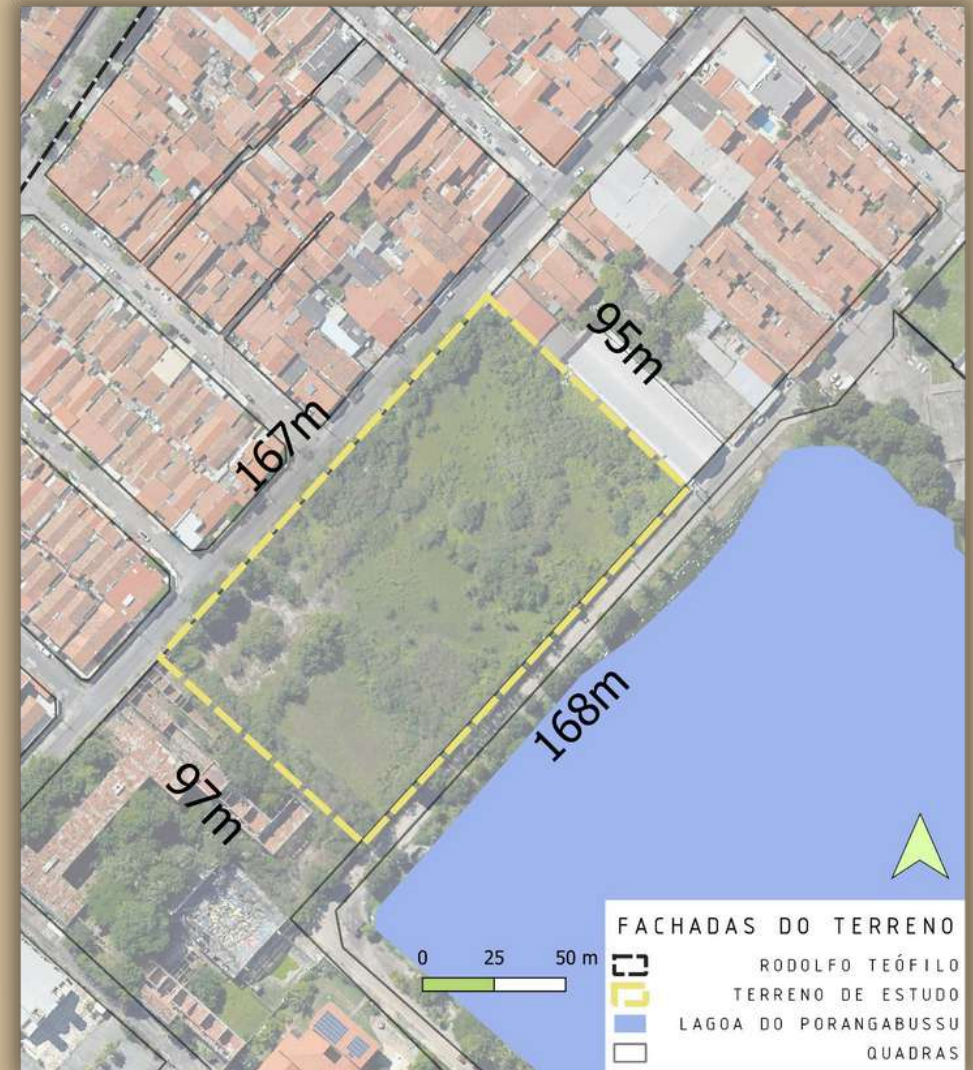 95m
167m
168m
97m
0 25 50 m
FACHADAS DO TERRENO
RODOLFO TEÓFILO
TERRENO DE ESTUDO
LAGOA DO PORANGABUSSU
QUADRAS